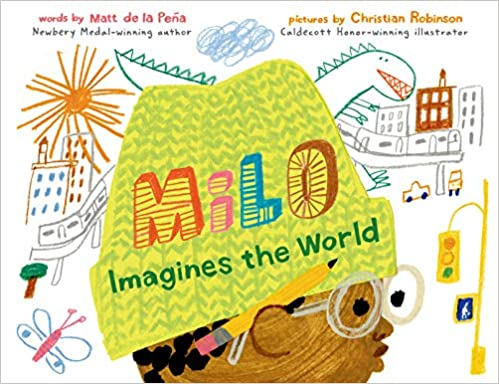 words by Matt de la Peña
Newbery Medal-winning author
pictures by Christian Robinson
Caldecott Honor-winning illustrator
MiLO
Imagines the World